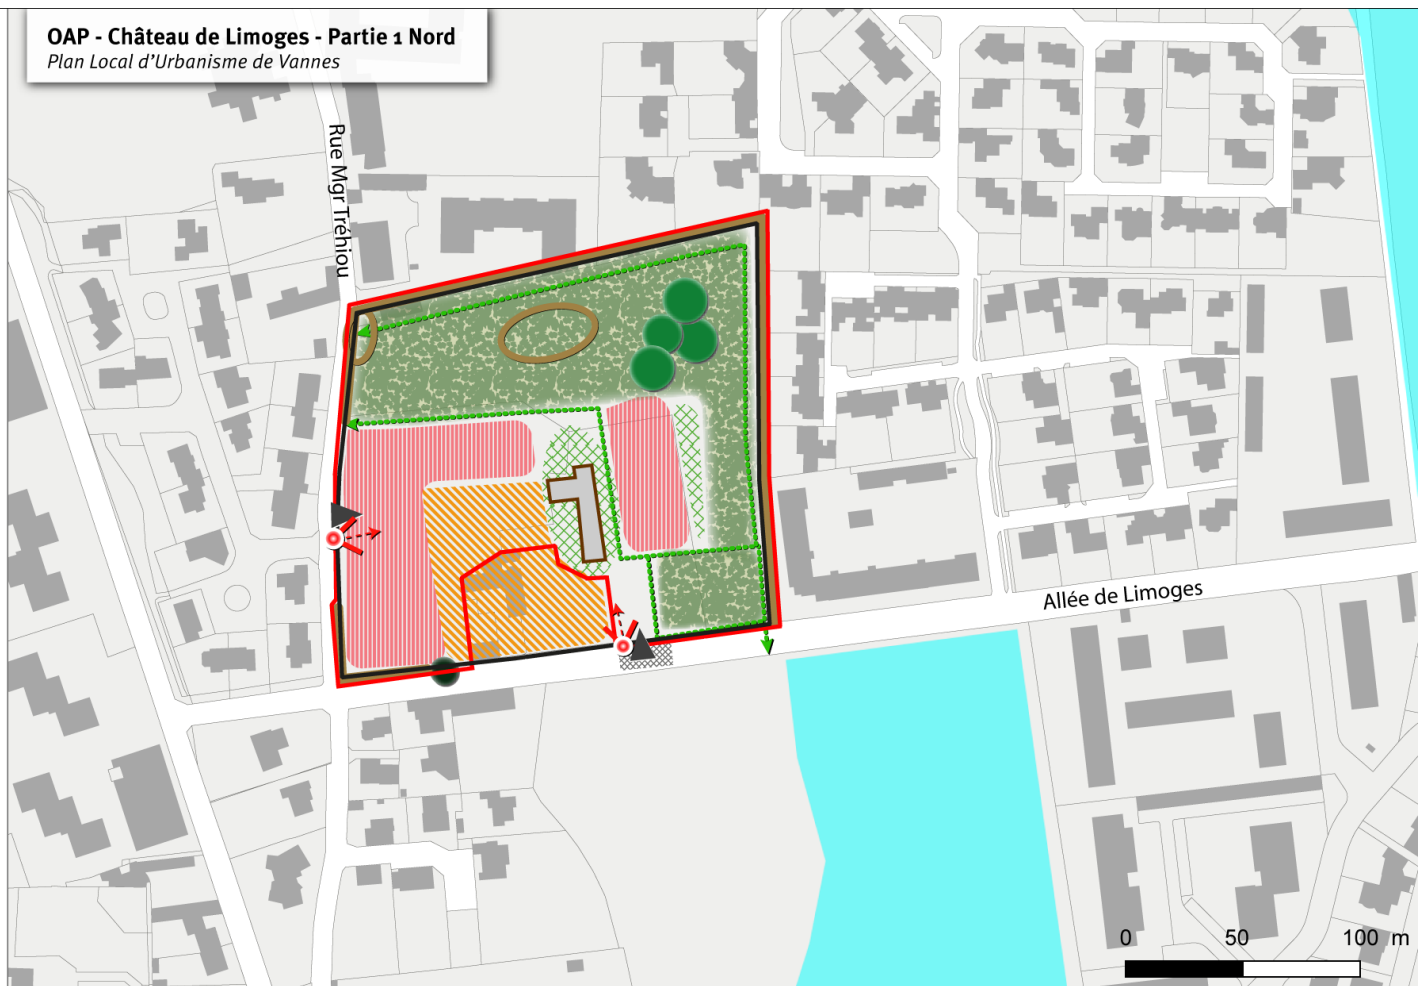 OAP - Château de Limoges - Partie 1 Nord
Plan Local d'Urbanisme de Vannes
Rue Mgr Tréhiou
Allée de Limoges
0 50 100 m